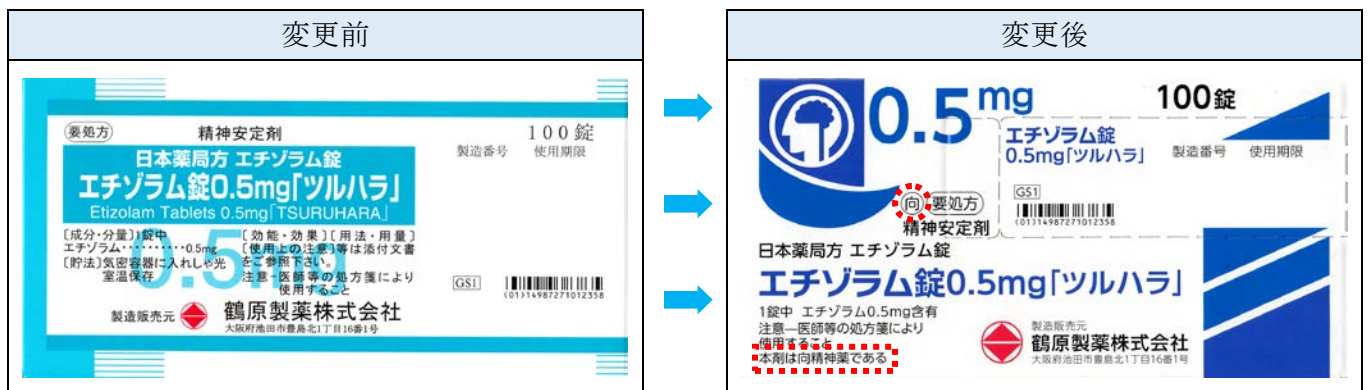 変更前
要処方
精神安定剤
100錠
製造番号 使用期限
日本薬局方 エチゾラム錠
エチゾラム錠0.5mg「ツルハラ」
Etizolam Tablets 0.5mg「TSURUHARA」
0.5mg
〔成分・分量〕1錠中
エチゾラム・・・・・・・・・0.5mg
〔貯法〕気密容器に入れしゃ光
室温保存
〔効能・効果〕〔用法・用量〕
〔使用上の注意〕等は添付文書
をご参照下さい。
注意-医師等の処方箋により
使用すること
GS1
(01)14987271012358
製造販売元 鶴原製薬株式会社
大阪府池田市豊島北1丁目16番1号
変更後
0.5mg
100錠
エチゾラム錠
0.5mg「ツルハラ」
製造番号 使用期限
GS1
(01)14987271012358
向 要処方
精神安定剤
日本薬局方 エチゾラム錠
エチゾラム錠0.5mg「ツルハラ」
1錠中 エチゾラム0.5mg含有
注意―医師等の処方箋により
使用すること
本剤は向精神薬である
製造販売元
鶴原製薬株式会社
大阪府池田市豊島北1丁目16番1号